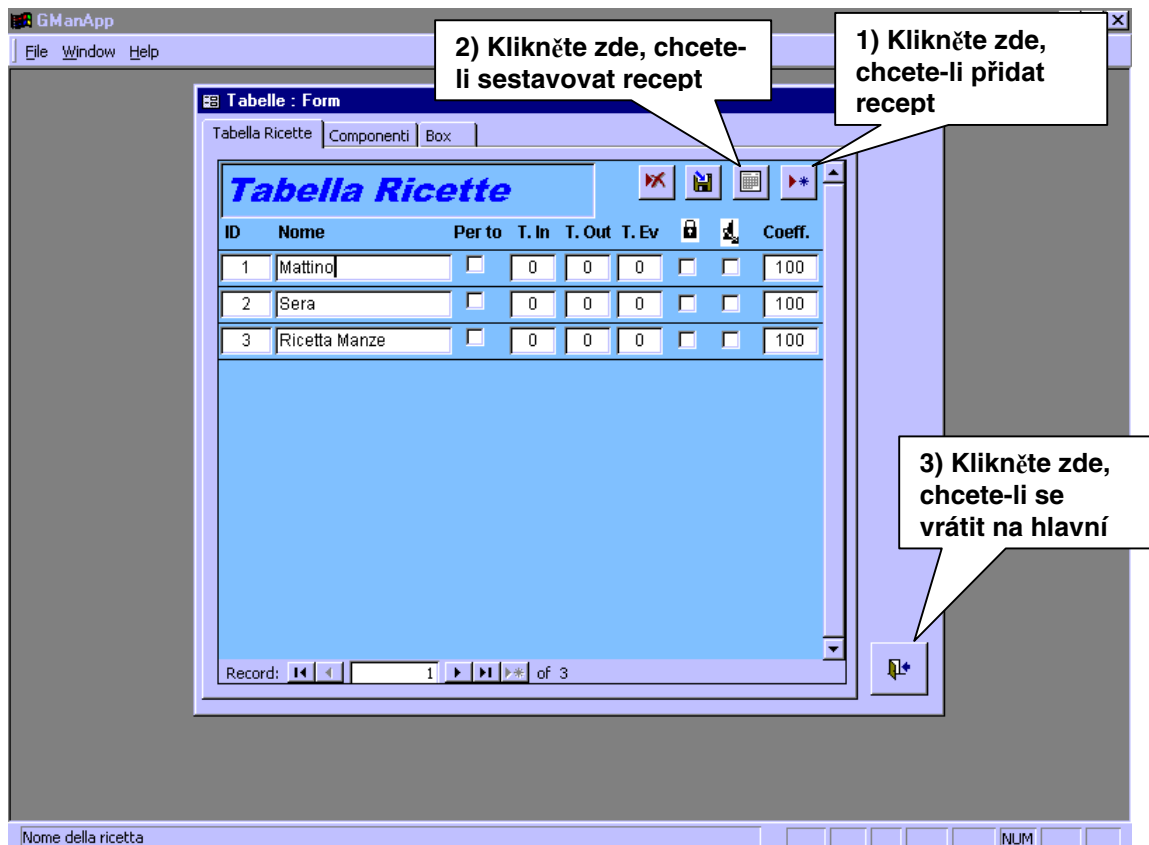 GManApp
File Window Help
2) Klikněte zde, chcete-
li sestavovat recept
1) Klikněte zde,
chcete-li přidat
recept
Tabelle : Form
Tabella Ricette Componenti Box
Tabella Ricette
ID Nome Per to T. In T. Out T. Ev Coeff.
1 Mattino 0 0 0 100
2 Sera 0 0 0 100
3 Ricetta Manze 0 0 0 100
3) Klikněte zde,
chcete-li se
vrátit na hlavní
Record: 1 of 3
Nome della ricetta NUM